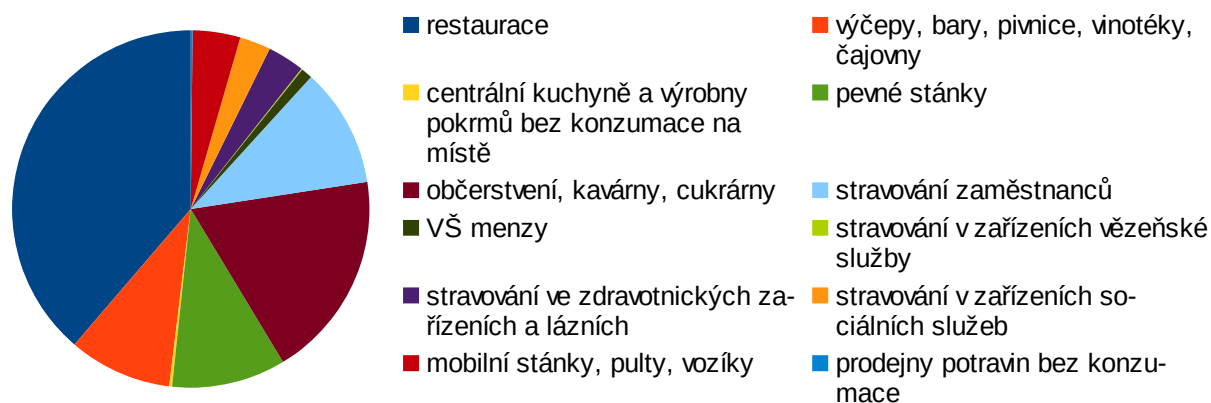 restaurace
výčepy, bary, pivnice, vinotéky,
čajovny
centrální kuchyně a výrobny
pokrmů bez konzumace na
místě
pevné stánky
občerstvení, kavárny, cukrárny
stravování zaměstnanců
VŠ menzy
stravování v zařízeních vězeňské
služby
stravování ve zdravotnických za-
řízeních a lázních
stravování v zařízeních so-
ciálních služeb
mobilní stánky, pulty, vozíky
prodejny potravin bez konzu-
mace